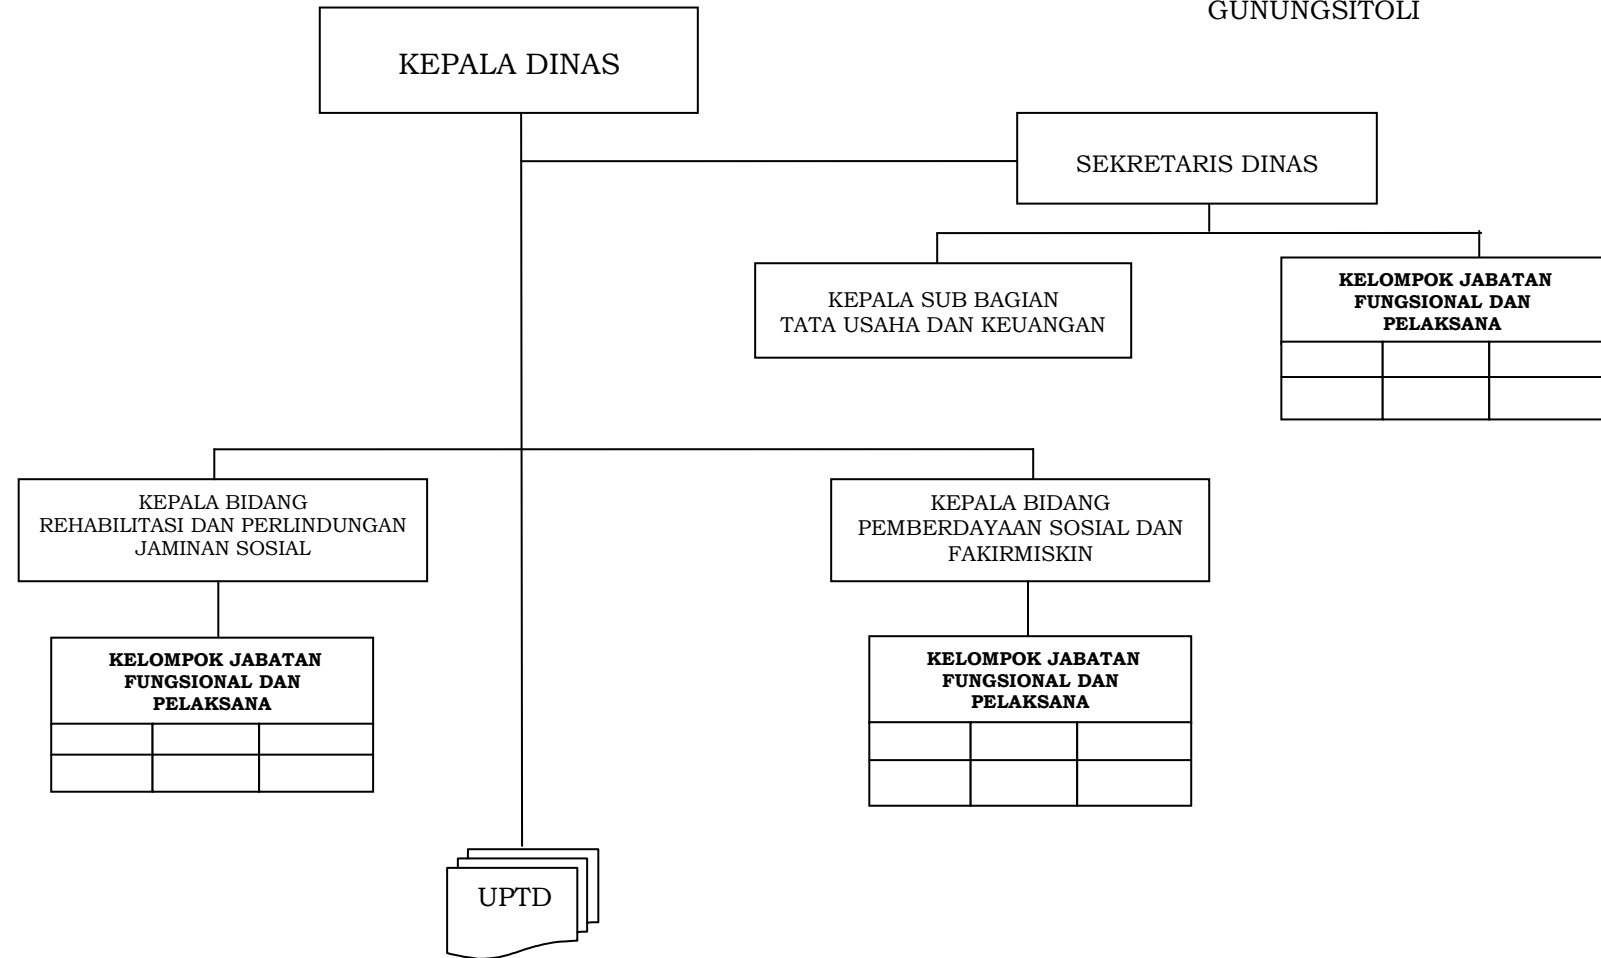 GUNUNGSITOLI
KEPALA DINAS
SEKRETARIS DINAS
KEPALA SUB BAGIAN
TATA USAHA DAN KEUANGAN
KELOMPOK JABATAN
FUNGSIONAL DAN
PELAKSANA
KEPALA BIDANG
REHABILITASI DAN PERLINDUNGAN
JAMINAN SOSIAL
KEPALA BIDANG
PEMBERDAYAAN SOSIAL DAN
FAKIRMISKIN
KELOMPOK JABATAN
FUNGSIONAL DAN
PELAKSANA
KELOMPOK JABATAN
FUNGSIONAL DAN
PELAKSANA
UPTD